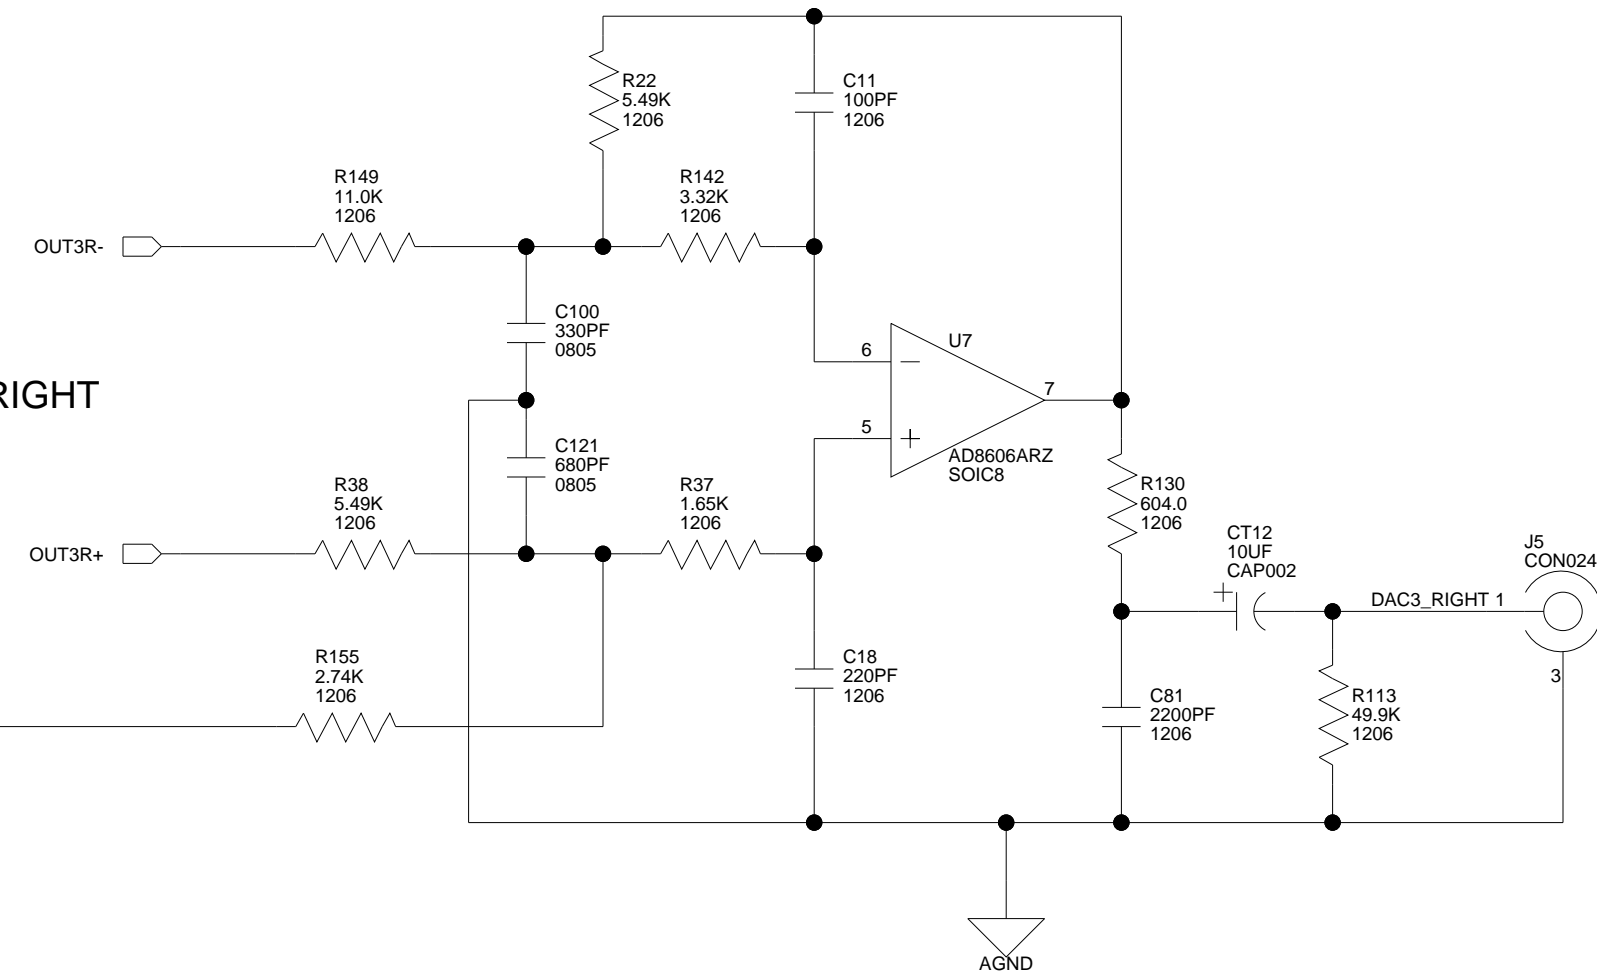 R22
5.49K
1206
C11
100PF
1206
R149
11.0K
1206
R142
3.32K
1206
OUT3R-
C100
330PF
0805
6
U7
7
RIGHT
5
C121
680PF
0805
AD8606ARZ
SOIC8
R38
5.49K
1206
R37
1.65K
1206
R130
604.0
1206
OUT3R+
CT12
10UF
CAP002
J5
CON024
DAC3_RIGHT 1
R155
2.74K
1206
C18
220PF
1206
3
C81
2200PF
1206
R113
49.9K
1206
AGND